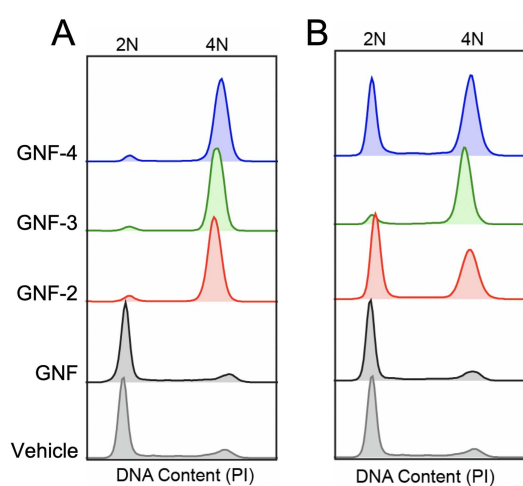 A
B
2N 4N
2N 4N
GNF-4
GNF-3
GNF-2
GNF
Vehicle
DNA Content (PI)
DNA Content (PI)